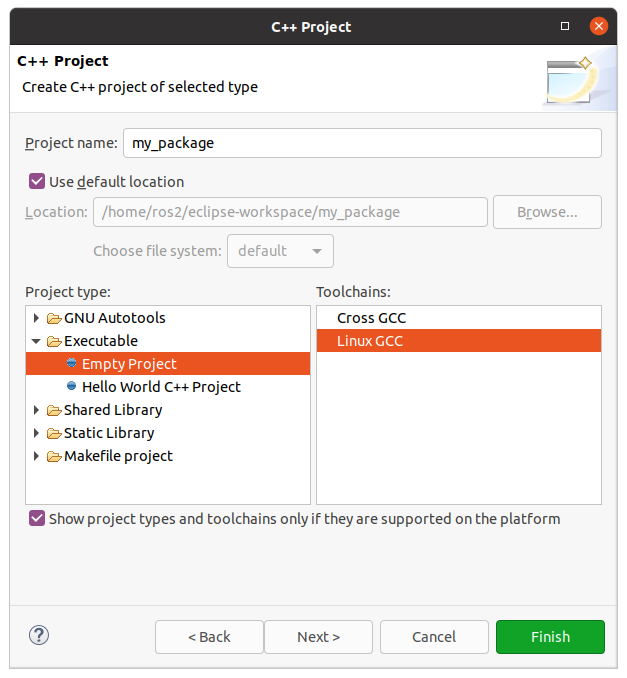 C++ Project
C++ Project
Create C++ project of selected type
Project name: my_package
Use default location
Location: /home/ros2/eclipse-workspace/my_package Browse...
Choose file system: default
Project type: Toolchains:
GNU Autotools Cross GCC
Executable Linux GCC
Empty Project
Hello World C++ Project
Shared Library
Static Library
Makefile project
Show project types and toolchains only if they are supported on the platform
? < Back Next > Cancel Finish